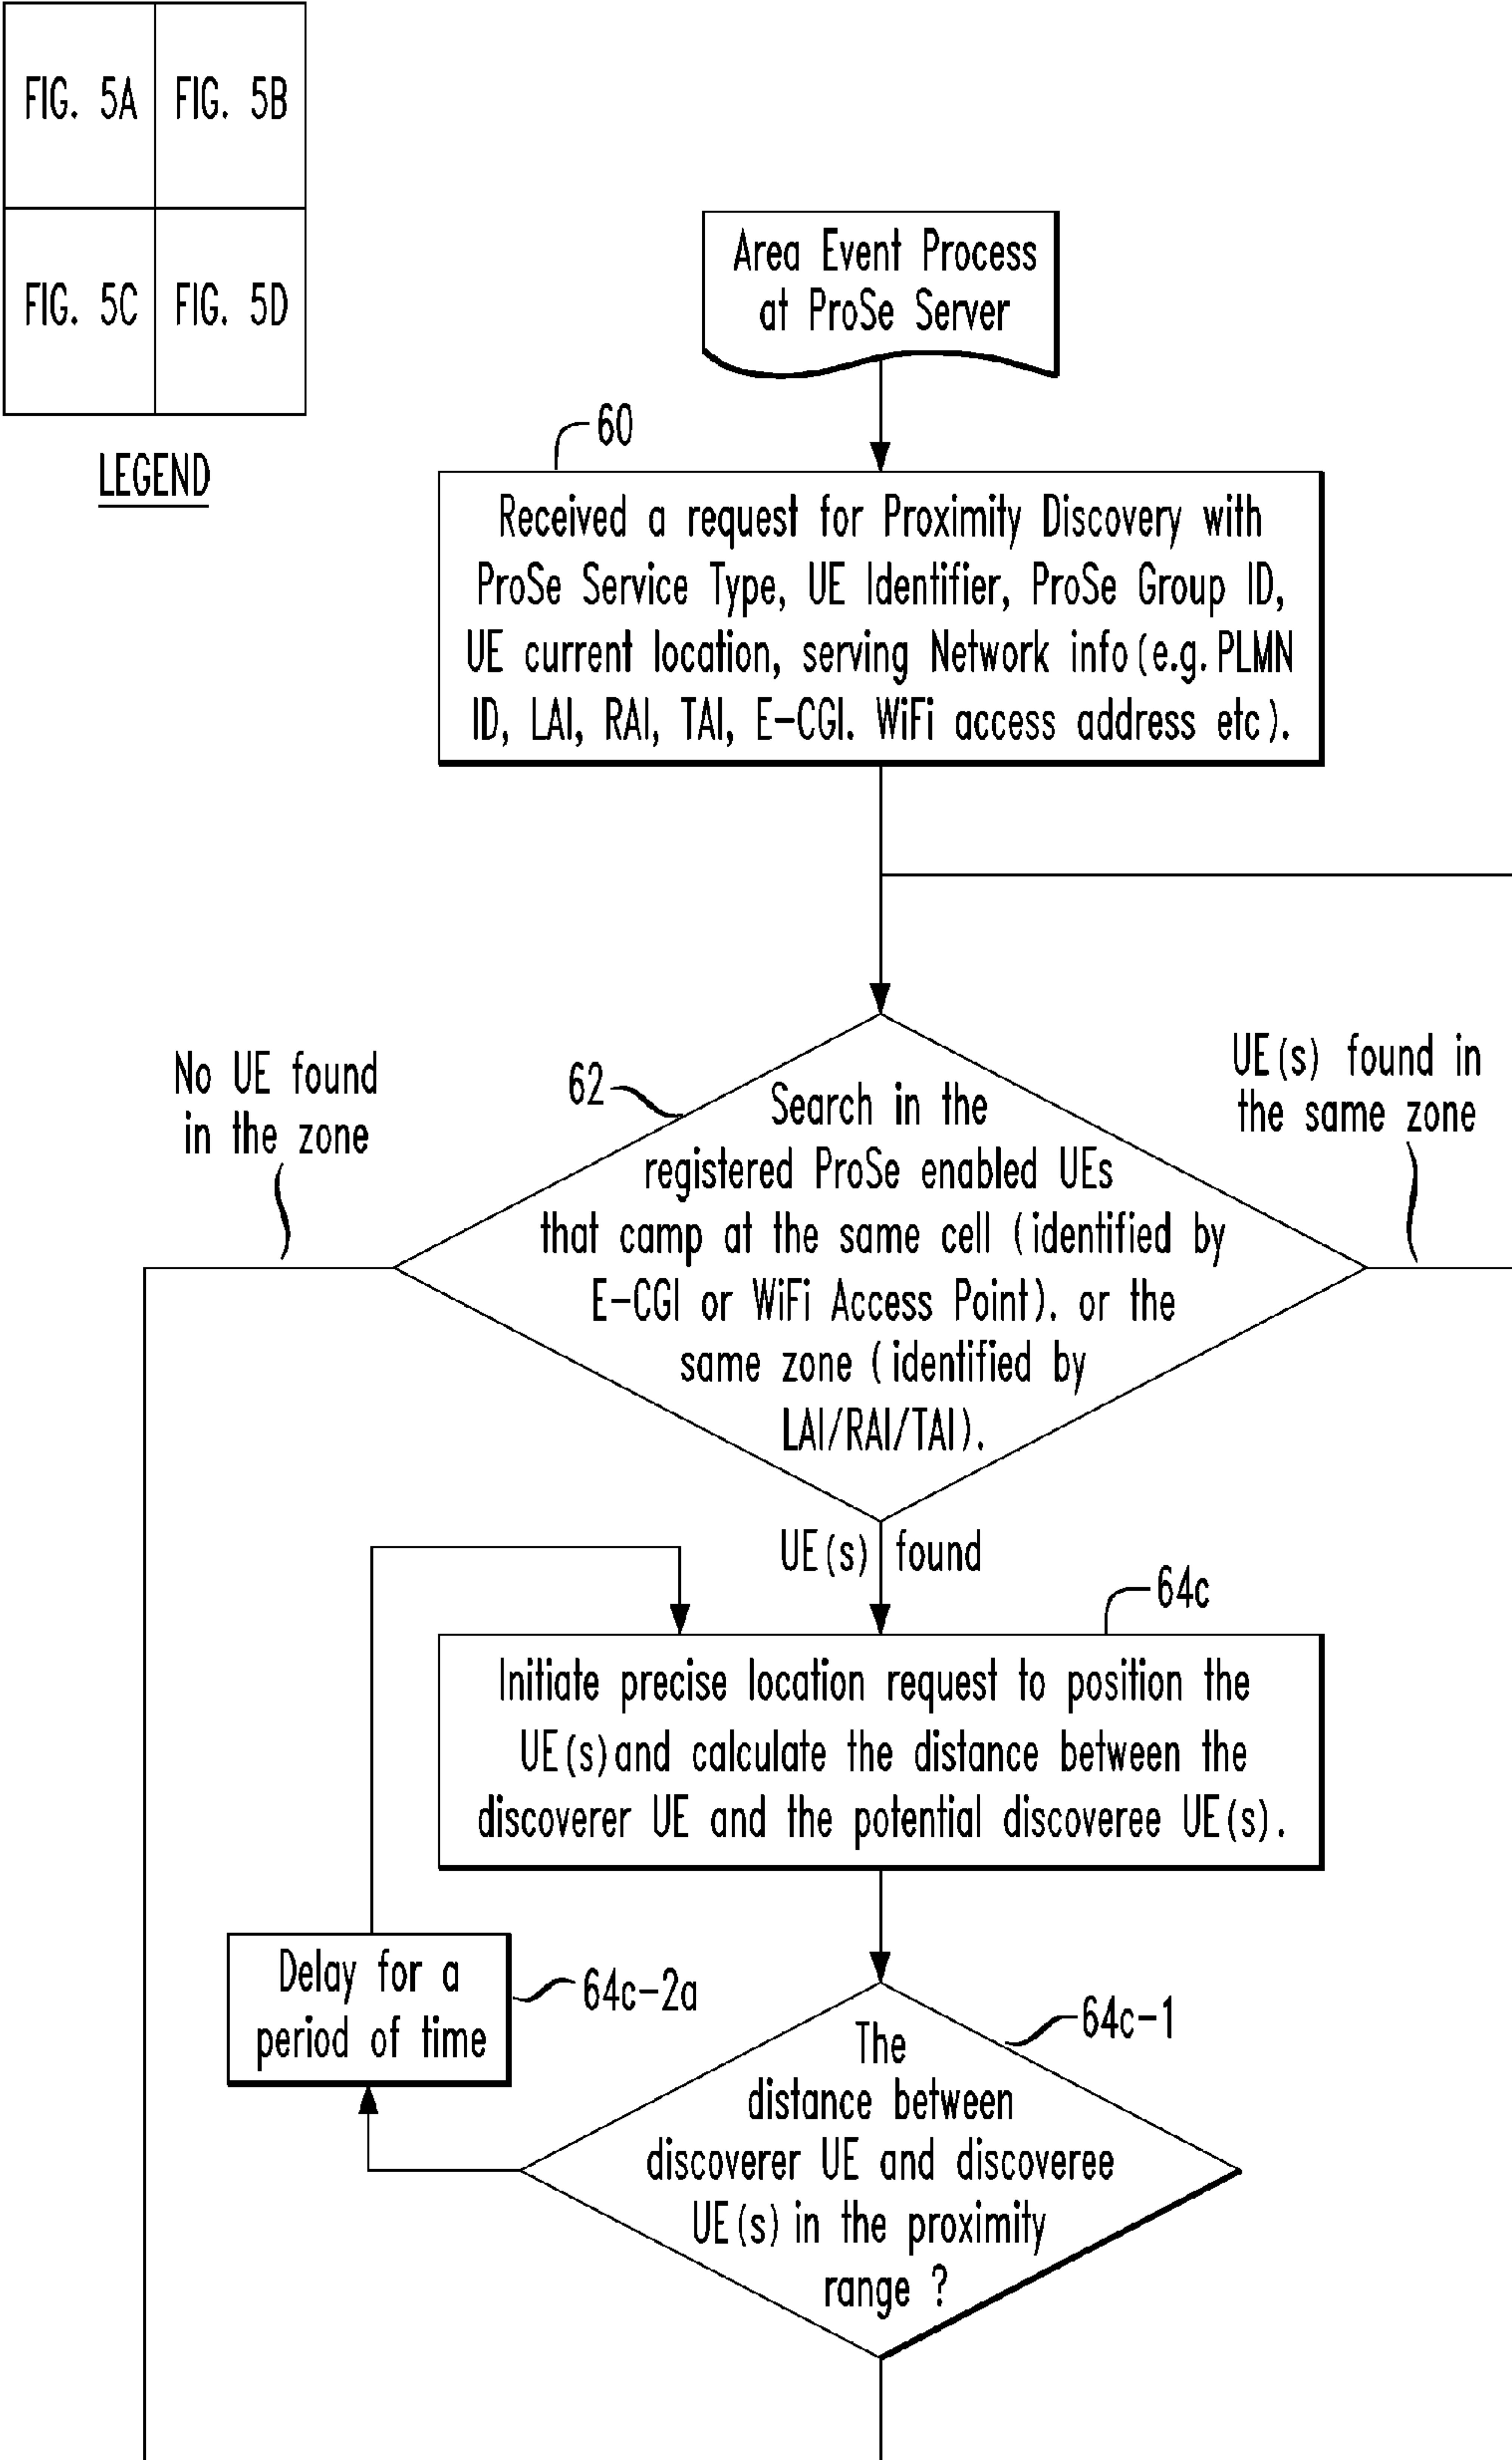 FIG. 5A
FIG. 5B
FIG. 5C
FIG. 5D
LEGEND
Area Event Process
at ProSe Server
60
Received a request for Proximity Discovery with
ProSe Service Type, UE Identifier, ProSe Group ID,
UE current location, serving Network info(e.g. PLMN
ID, LAI, RAI, TAI, E-CGI. WiFi access address etc).
No UE found
in the zone
62
Search in the
registered ProSe enabled UEs
that camp at the same cell (identified by
E-CGI or WiFi Access Point). or the
same zone (identified by
LAI/RAI/TAI).
UE(s) found in
the same zone
UE(s) found
64c
Initiate precise location request to position the
UE(s)and calculate the distance between the
discoverer UE and the potential discoveree UE(s).
Delay for a
period of time
64c-2a
64c-1
The
distance between
discoverer UE and discoveree
UE(s) in the proximity
range ?